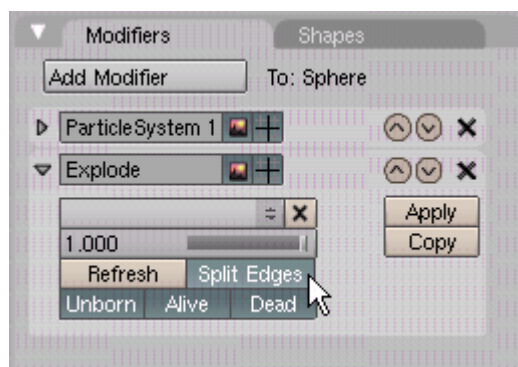 Modifiers Shapes
Add Modifier To: Sphere
ParticleSystem 1
Explode
Apply
1.000 Copy
Refresh Split Edges
Unborn Alive Dead